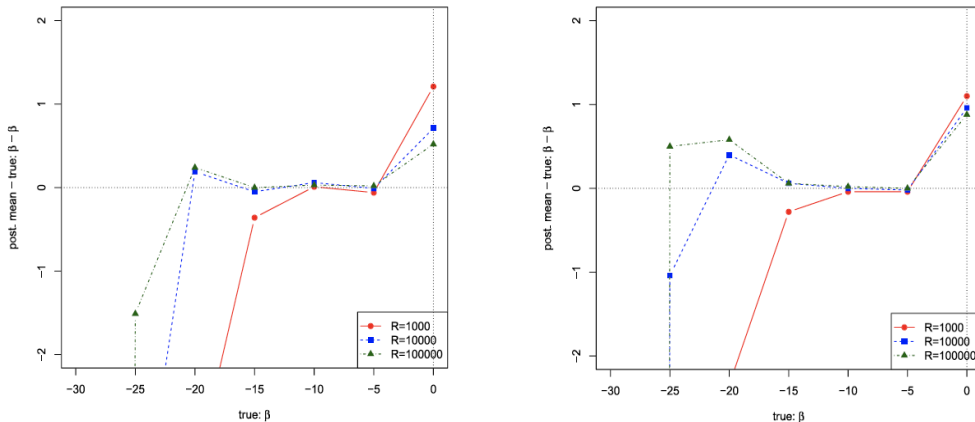 post. mean − true: β − β
2
1
0
−1
−2
R=1000
R=10000
R=100000
−30 −25 −20 −15 −10 −5 0
true: β
post. mean − true: β − β
2
1
0
−1
−2
R=1000
R=10000
R=100000
−30 −25 −20 −15 −10 −5 0
true: β